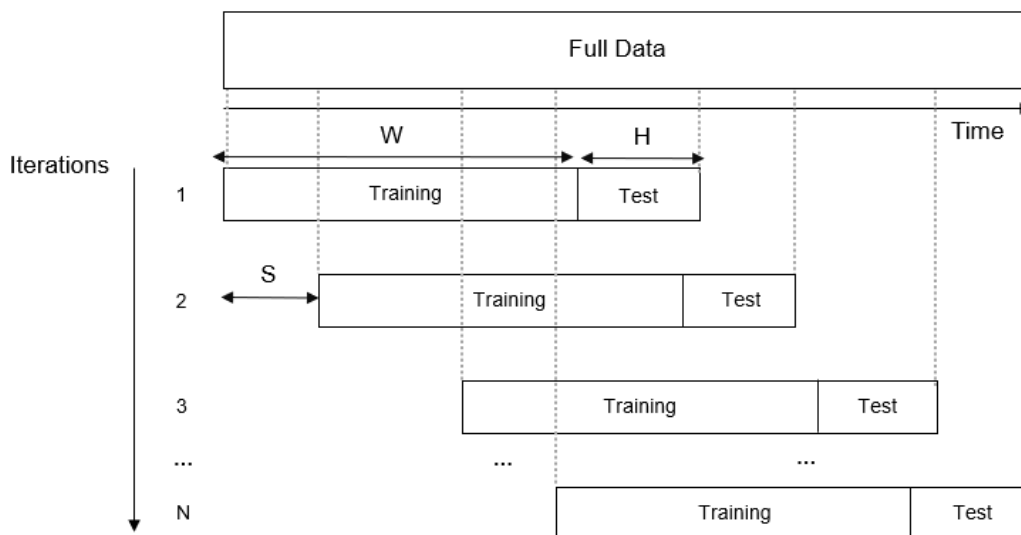 Full Data
Time
W
H
Iterations
1
Training
Test
S
2
Training
Test
3
Training
Test
...
...
...
N
Training
Test